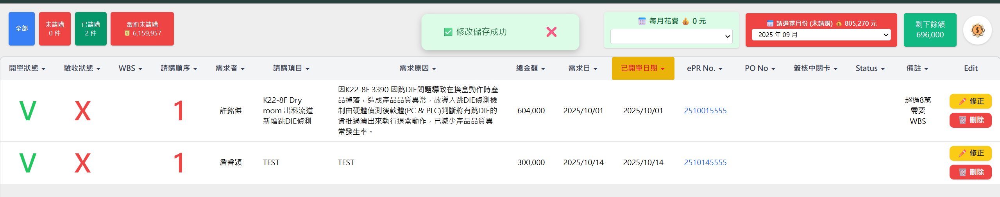 全部
未請購
0 件
已請購
2 件
當前未請購
6,159,957
修改儲存成功
每月花費 0 元
請選擇月份 (未請購) 805,270 元
2025 年 09 月
剩下餘額
696,000
開單狀態 驗收狀態 WBS 請購順序 需求者 請購項目 需求原因 總金額 需求日 已開單日期 ePR No. PO No 簽核中關卡 Status 備註 Edit
V X 1 許銘傑
K22-8F Dry
room 出料流道
新增跳DIE偵測
因K22-8F 3390 因跳DIE問題導致在換盒動作時產
品掉落，造成產品品質異常，故導入跳DIE偵測機
制由硬體偵測後軟體(PC & PLC)判斷將有跳DIE的
貨批過濾出來執行退盒動作，已減少產品品質異
常發生率。
604,000 2025/10/01 2025/10/01 2510015555
超過8萬
需要
WBS
修正
刪除
V X 1 詹睿穎 TEST TEST 300,000 2025/10/14 2025/10/14 2510145555
修正
刪除